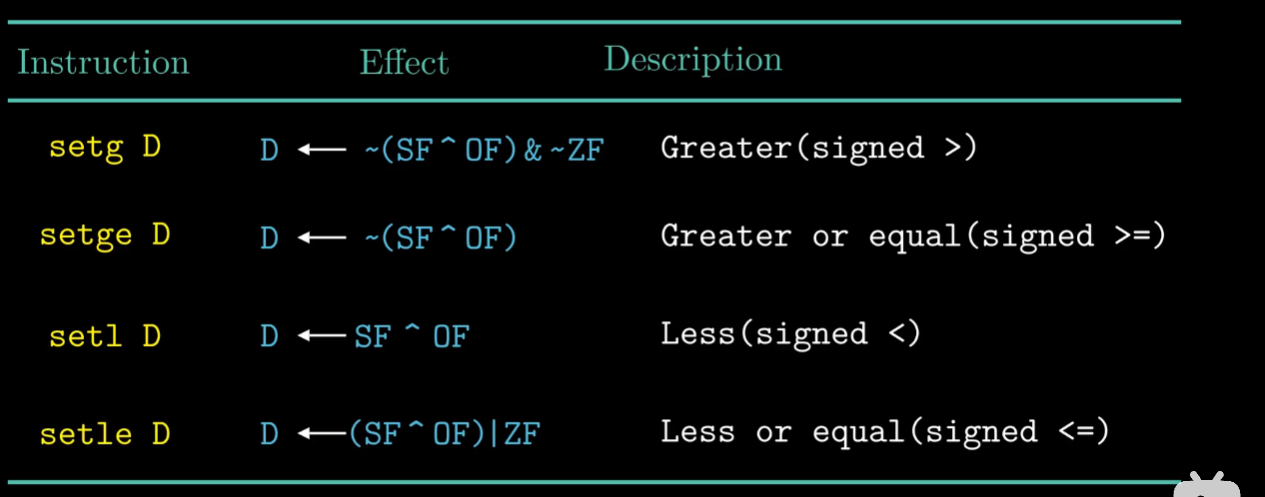 Instruction Effect Description
setg D D ← ~(SF^OF)&~ZF Greater(signed >)
setge D D ← ~(SF^OF) Greater or equal(signed >=)
setl D D ← SF ^ OF Less(signed <)
setle D D ← (SF^OF)|ZF Less or equal(signed <=)